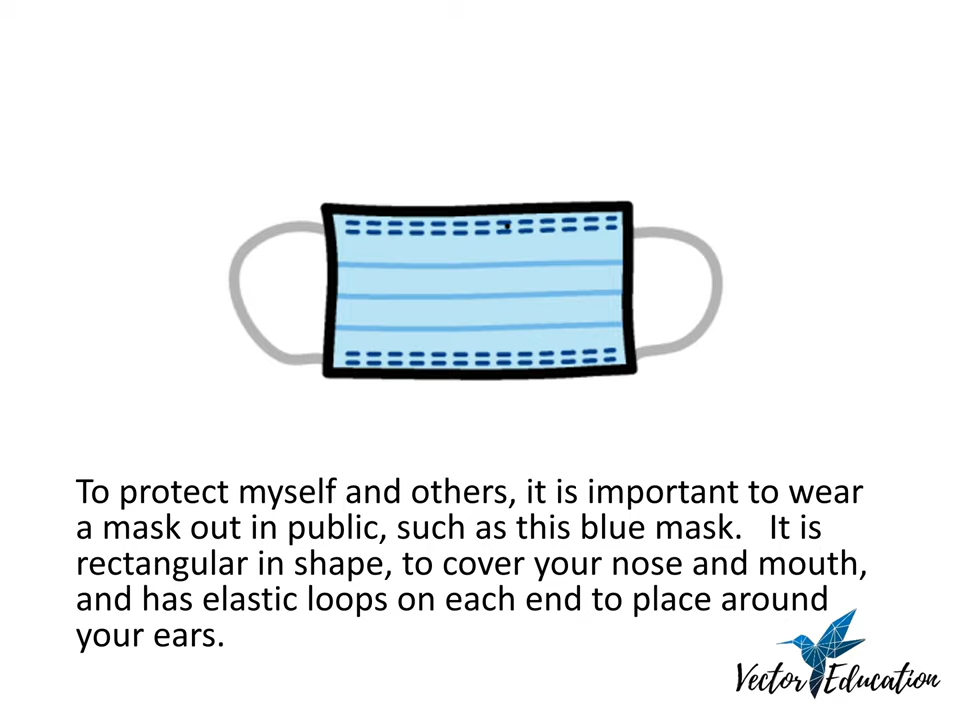 To protect myself and others, it is important to wear
a mask out in public, such as this blue mask.   It is
rectangular in shape, to cover your nose and mouth,
and has elastic loops on each end to place around
your ears.
Vector Education